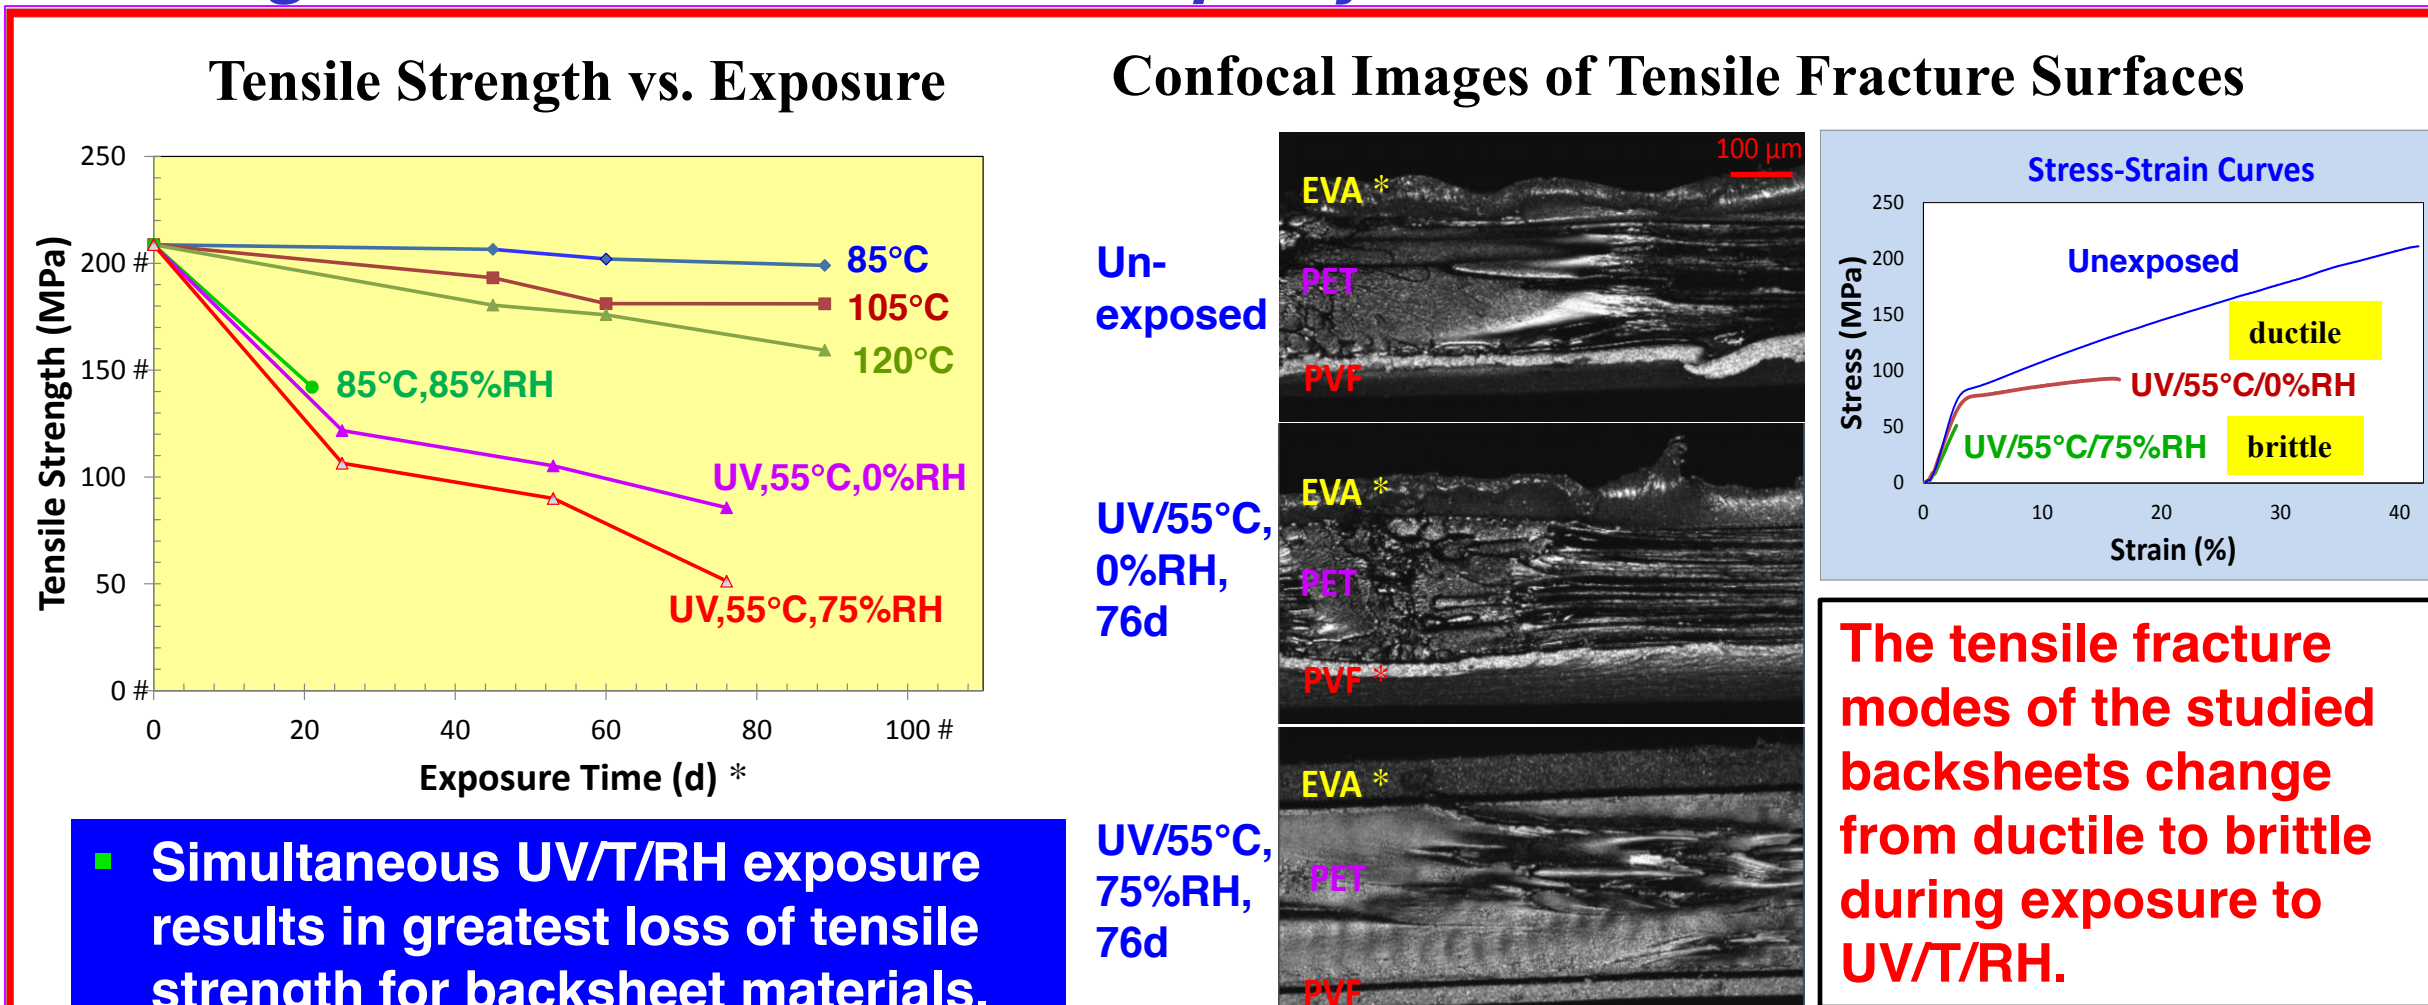 Tensile Strength vs. Exposure
250
200 #
150 #
100
50
0 #
0 20 40 60 80 100 #
Tensile Strength (MPa)
Exposure Time (d) *
85°C
105°C
120°C
85°C,85%RH
UV,55°C,0%RH
UV,55°C,75%RH
▪ Simultaneous UV/T/RH exposure
results in greatest loss of tensile
strength for backsheet materials.
Confocal Images of Tensile Fracture Surfaces
Un-
exposed
100 µm
EVA *
PET
PVF
UV/55°C,
0%RH,
76d
EVA *
PET
PVF *
UV/55°C,
75%RH,
76d
EVA *
PET
PVF
Stress-Strain Curves
250
200
150
100
50
0
0 10 20 30 40
Stress (MPa)
Strain (%)
Unexposed
ductile
UV/55°C/0%RH
UV/55°C/75%RH
brittle
The tensile fracture
modes of the studied
backsheets change
from ductile to brittle
during exposure to
UV/T/RH.